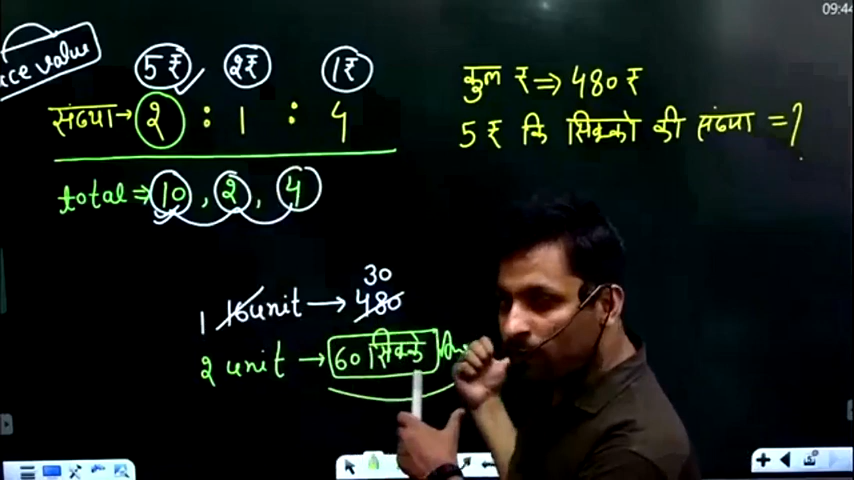 09:44
ace value
5₹ 2₹ 1₹
संख्या→ 2 : 1 : 4
total ⇒ 10, 2, 4
कुल ₹ ⇒ 480 ₹
5 ₹ कि सिक्को की संख्या = ?
30
1 16unit → 480
2 unit → 60 सिक्के